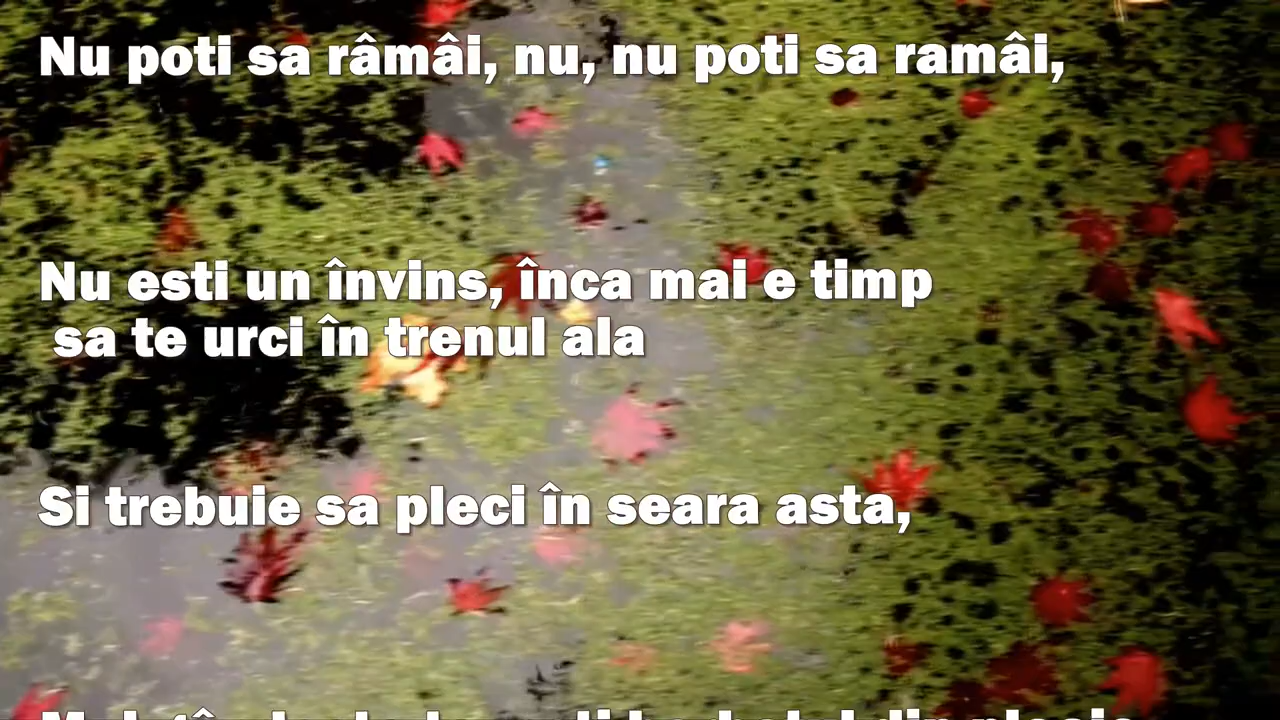 Nu poti sa râmâi, nu, nu poti sa ramâi,
Nu esti un învins, înca mai e timp
sa te urci în trenul ala
Si trebuie sa pleci în seara asta,